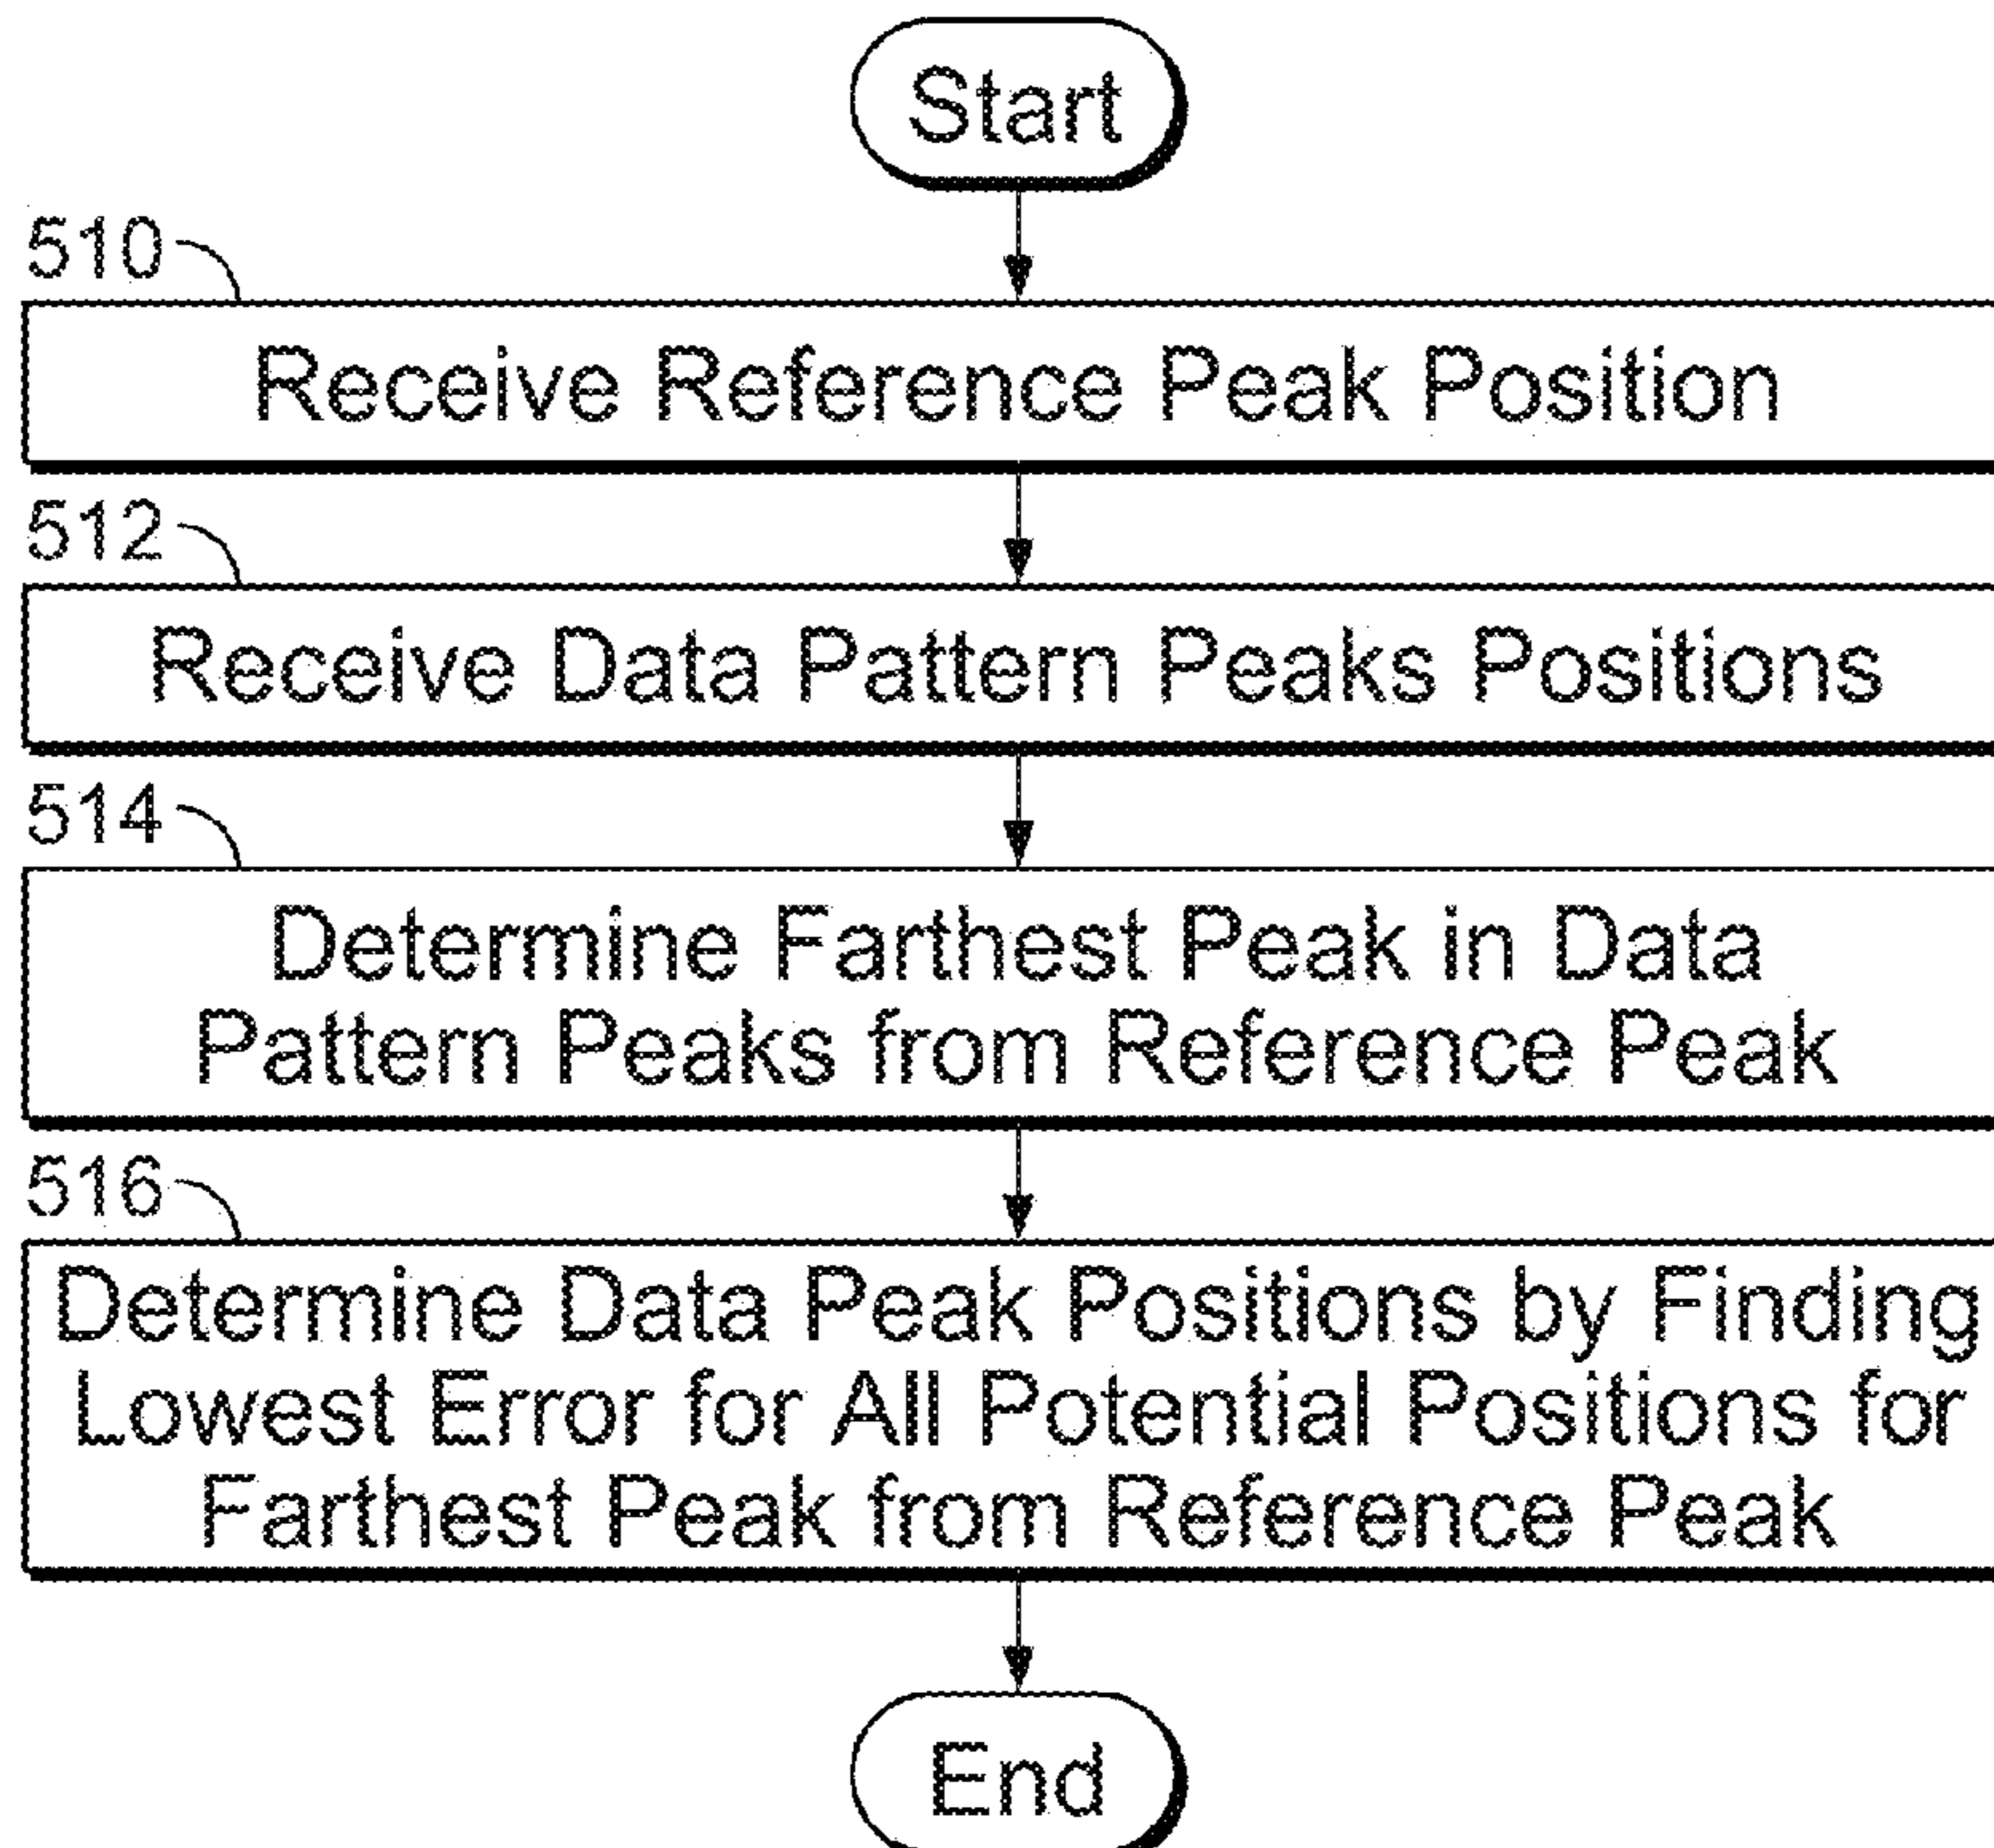 Start
510
Receive Reference Peak Position
512
Receive Data Pattern Peaks Positions
514
Determine Farthest Peak in Data
Pattern Peaks from Reference Peak
516
Determine Data Peak Positions by Finding
Lowest Error for All Potential Positions for
Farthest Peak from Reference Peak
End